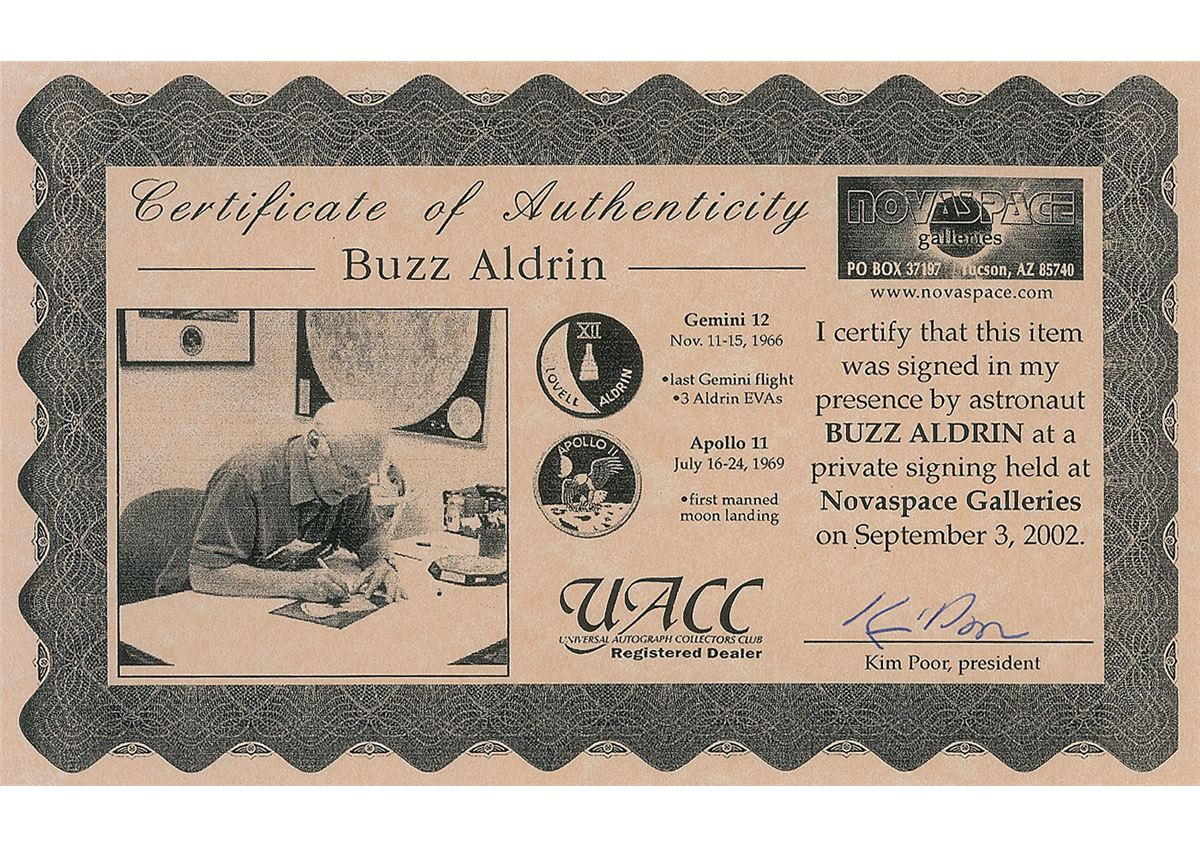 Certificate of Authenticity
Buzz Aldrin
NOVASPACE
galleries
PO BOX 37197 Tucson, AZ 85740
www.novaspace.com
XII
LOVELL ALDRIN
Gemini 12
Nov. 11-15, 1966
•last Gemini flight
•3 Aldrin EVAs
APOLLO 11
Apollo 11
July 16-24, 1969
•first manned
moon landing
UACC
UNIVERSAL AUTOGRAPH COLLECTORS CLUB
Registered Dealer
I certify that this item
was signed in my
presence by astronaut
BUZZ ALDRIN at a
private signing held at
Novaspace Galleries
on September 3, 2002.
Kim Poor
Kim Poor, president